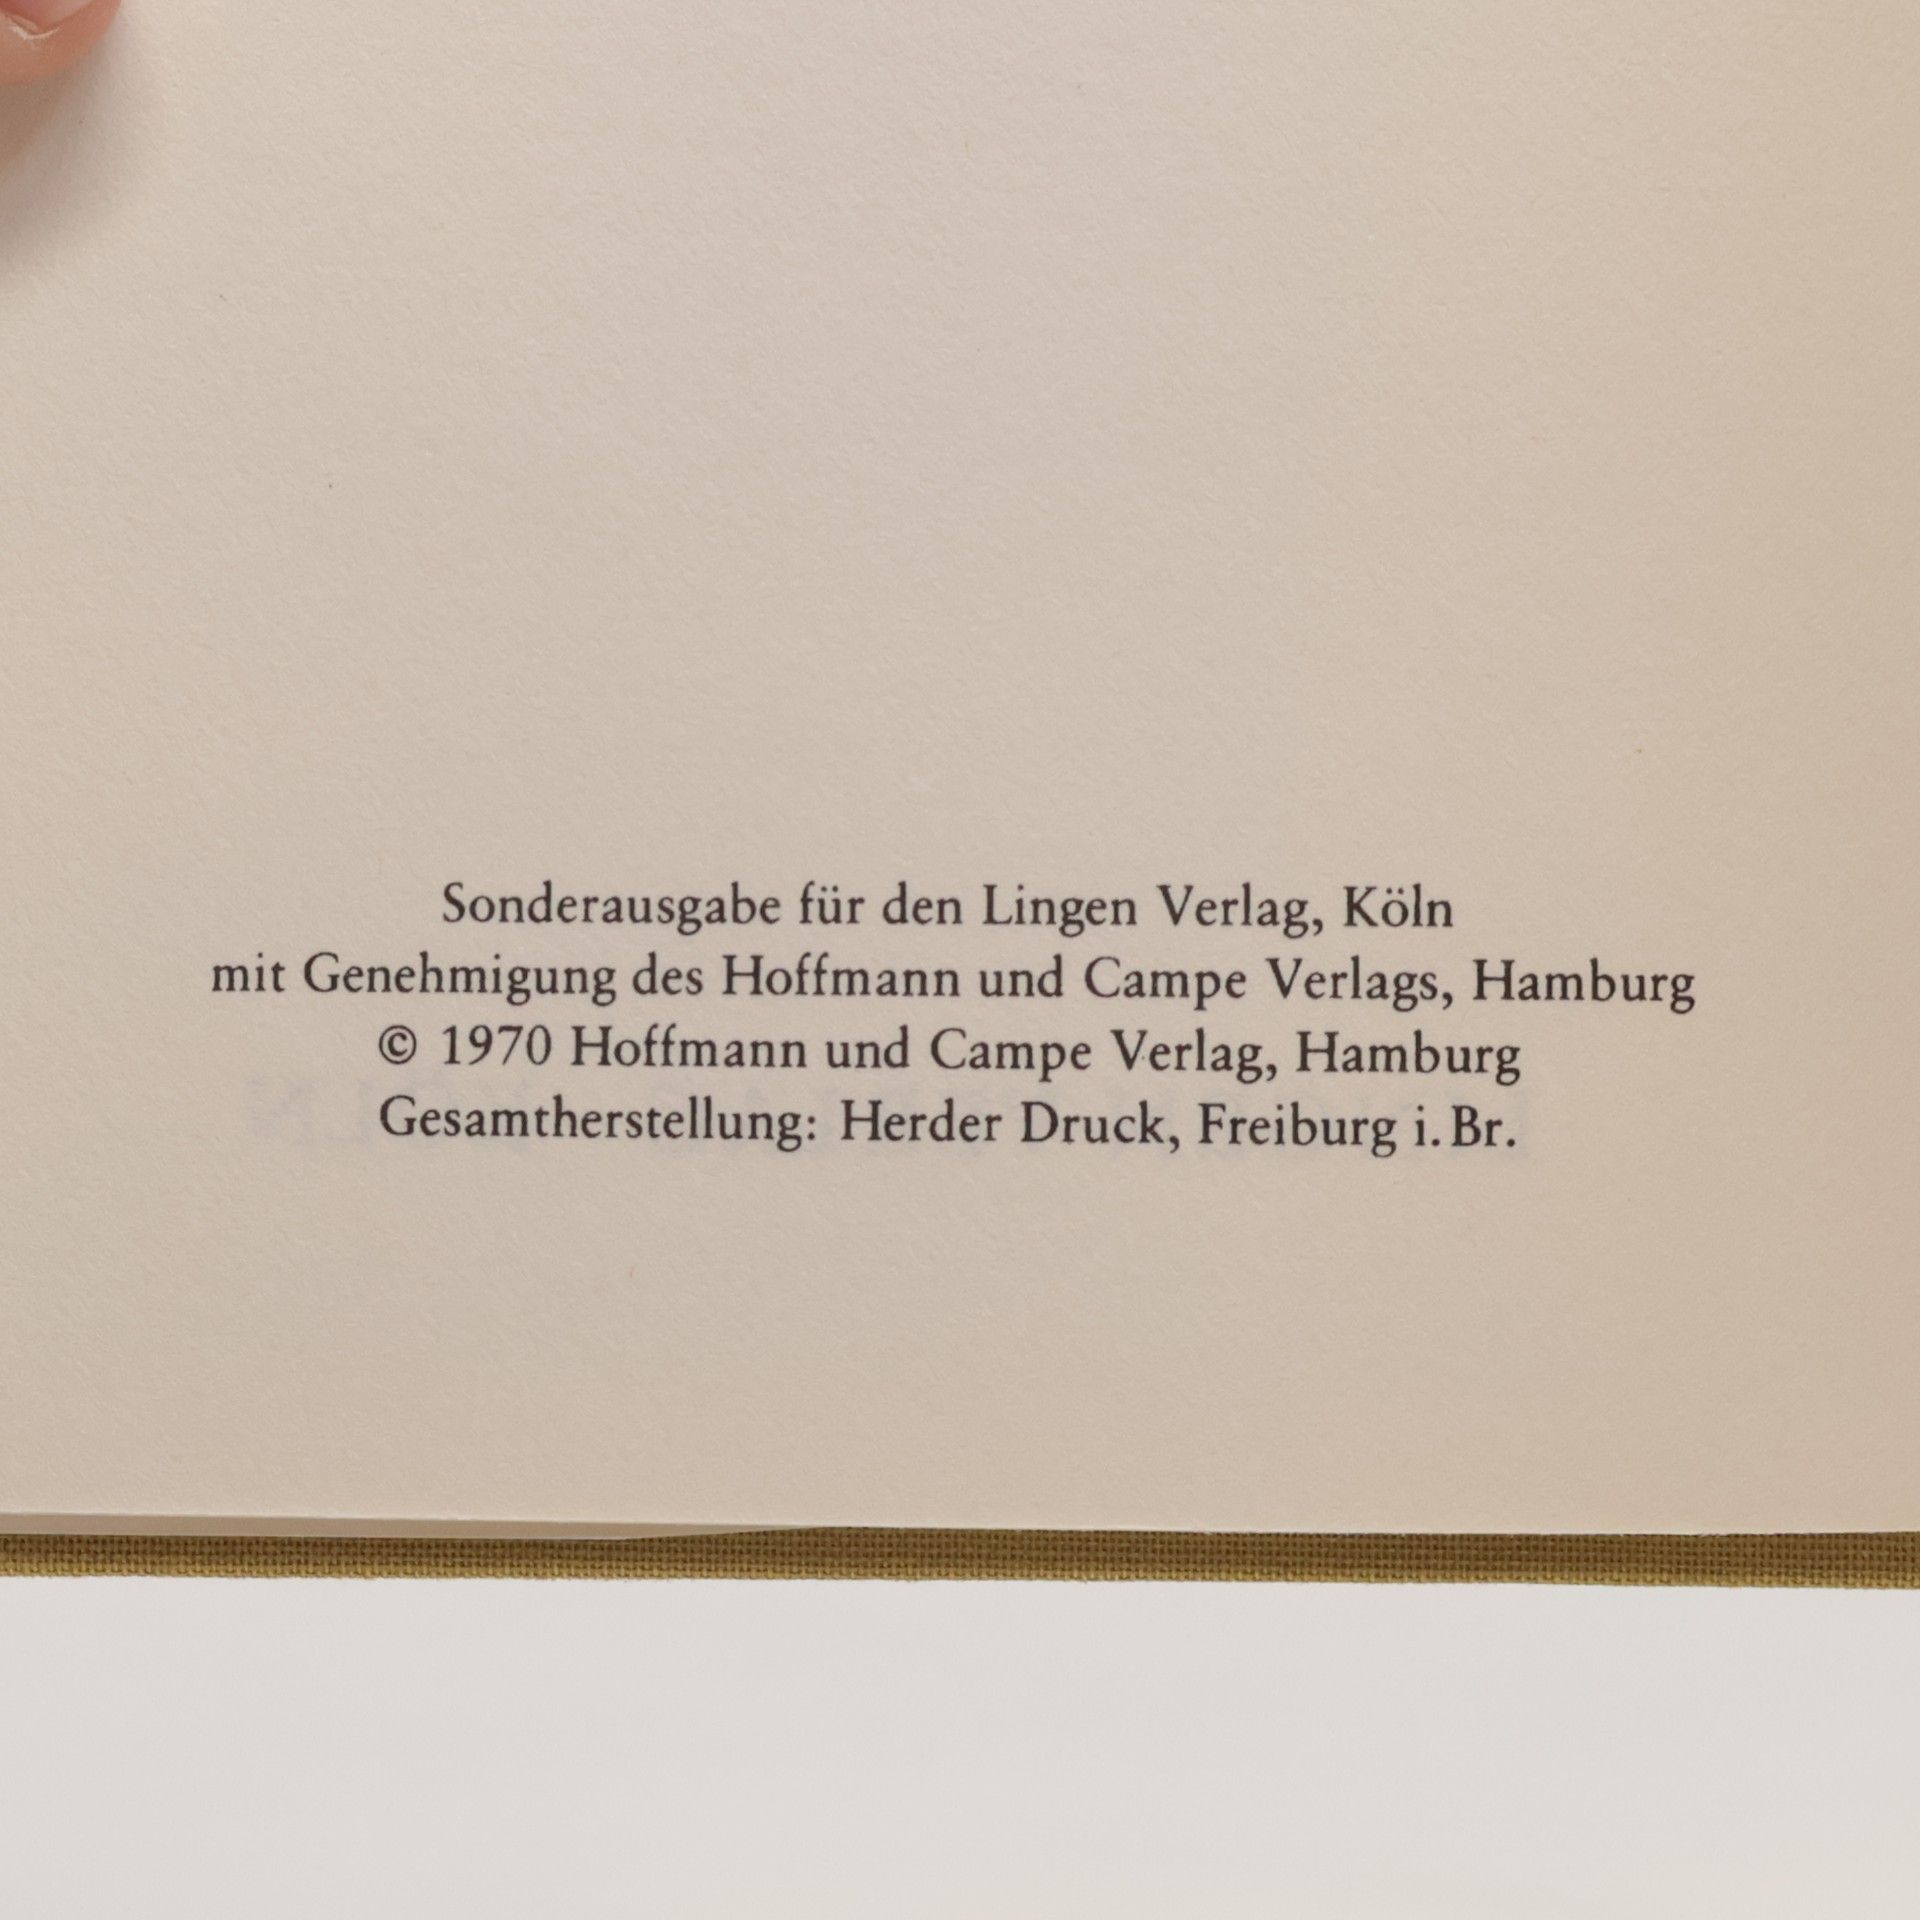 Sonderausgabe für den Lingen Verlag, Köln
mit Genehmigung des Hoffmann und Campe Verlags, Hamburg
© 1970 Hoffmann und Campe Verlag, Hamburg
Gesamtherstellung: Herder Druck, Freiburg i. Br.